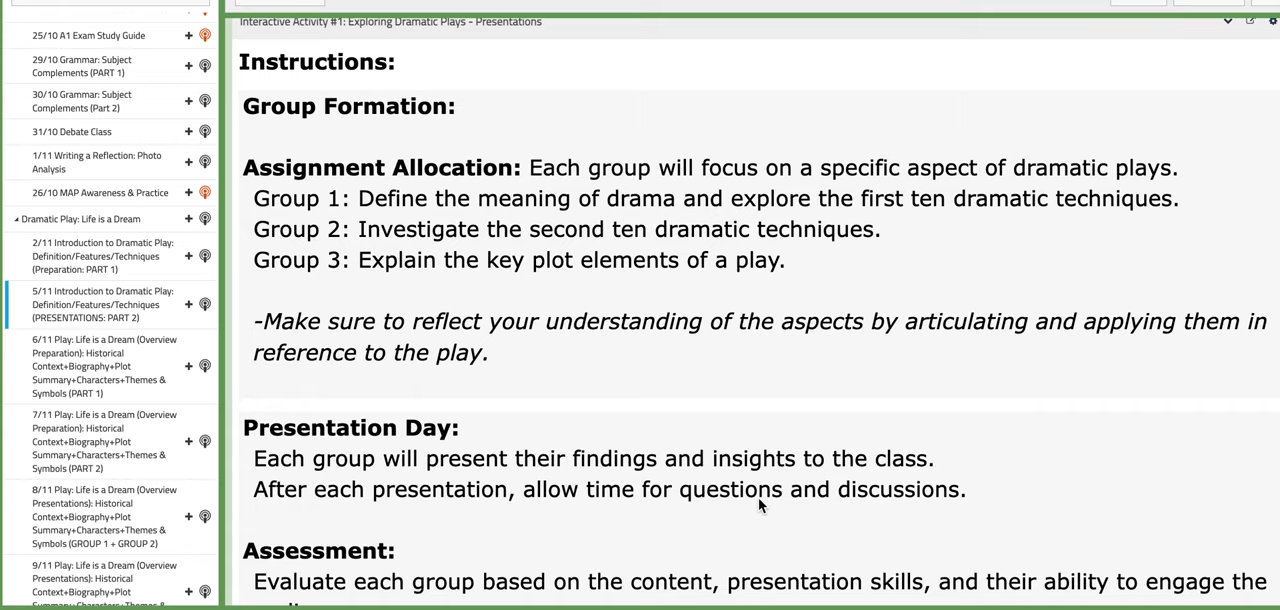 25/10 A1 Exam Study Guide
29/10 Grammar: Subject
Complements (PART 1)
30/10 Grammar: Subject
Complements (Part 2)
31/10 Debate Class
1/11 Writing a Reflection: Photo
Analysis
26/10 MAP Awareness & Practice
Dramatic Play: Life is a Dream
2/11 Introduction to Dramatic Play:
Definition/Features/Techniques
(Preparation: PART 1)
5/11 Introduction to Dramatic Play:
Definition/Features/Techniques
(PRESENTATIONS: PART 2)
6/11 Play: Life is a Dream (Overview
Preparation): Historical
Context+Biography+Plot
Summary+Characters+Themes &
Symbols (PART 1)
7/11 Play: Life is a Dream (Overview
Preparation): Historical
Context+Biography+Plot
Summary+Characters+Themes &
Symbols (PART 2)
8/11 Play: Life is a Dream (Overview
Presentations): Historical
Context+Biography+Plot
Summary+Characters+Themes &
Symbols (GROUP 1 + GROUP 2)
9/11 Play: Life is a Dream (Overview
Presentations): Historical
Context+Biography+Plot
Summary+Characters+Themes &
Interactive Activity #1: Exploring Dramatic Plays - Presentations
Instructions:
Group Formation:
Assignment Allocation: Each group will focus on a specific aspect of dramatic plays.
Group 1: Define the meaning of drama and explore the first ten dramatic techniques.
Group 2: Investigate the second ten dramatic techniques.
Group 3: Explain the key plot elements of a play.
-Make sure to reflect your understanding of the aspects by articulating and applying them in
reference to the play.
Presentation Day:
Each group will present their findings and insights to the class.
After each presentation, allow time for questions and discussions.
Assessment:
Evaluate each group based on the content, presentation skills, and their ability to engage the